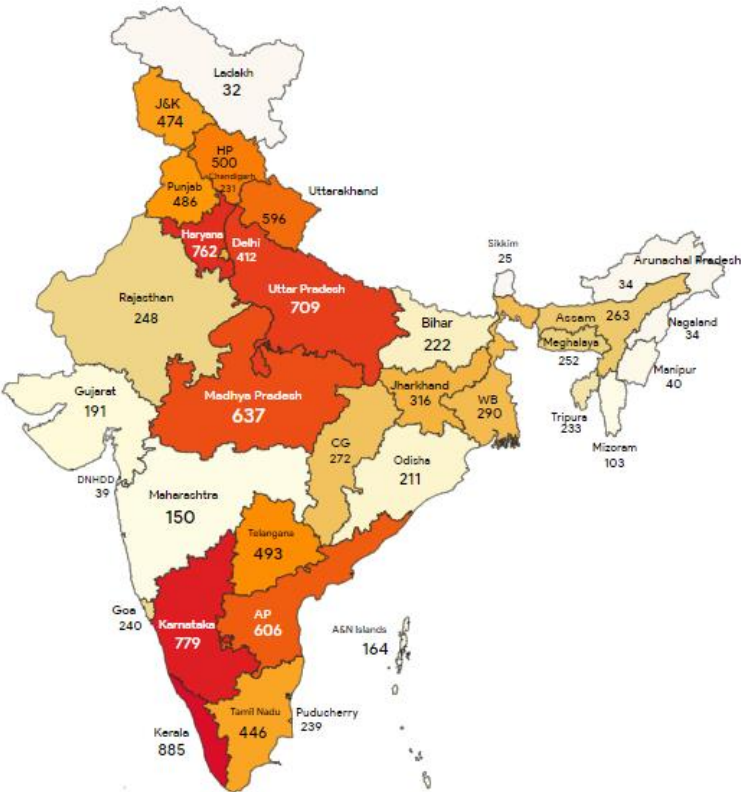 Ladakh
32
J&K
474
HP
500
Chandigarh
231
Punjab
486
Uttarakhand
596
Haryana
762
Delhi
412
Sikkim
25
Arunachal Pradesh
34
Uttar Pradesh
709
Rajasthan
248
Assam 263
Bihar
222
Nagaland
34
Meghalaya
252
Manipur
40
Gujarat
191
Madhya Pradesh
637
Jharkhand
316
WB
290
Tripura
233
Mizoram
103
CG
272
Odisha
211
DNHDD
39
Maharashtra
150
Telangana
493
Goa
240
Karnataka
779
AP
606
A&N Islands
164
Tamil Nadu
446
Puducherry
239
Kerala
885